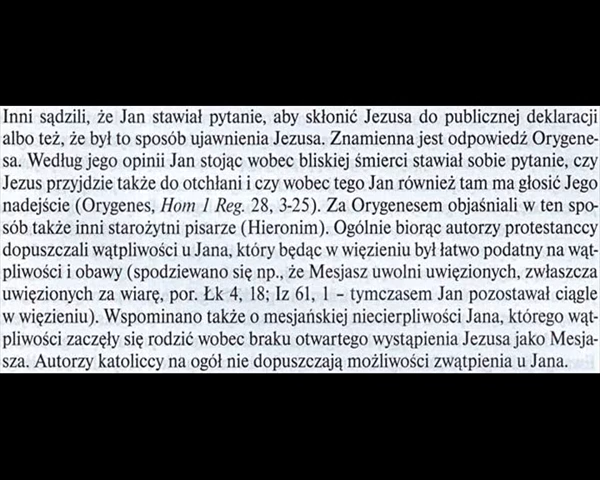 Inni sądzili, że Jan stawiał pytanie, aby skłonić Jezusa do publicznej deklaracji
albo też, że był to sposób ujawnienia Jezusa. Znamienna jest odpowiedź Orygene-
sa. Według jego opinii Jan stojąc wobec bliskiej śmierci stawiał sobie pytanie, czy
Jezus przyjdzie także do otchłani i czy wobec tego Jan również tam ma głosić Jego
nadejście (Orygenes, Hom 1 Reg. 28, 3-25). Za Orygenesem objaśniali w ten spo-
sób także inni starożytni pisarze (Hieronim). Ogólnie biorąc autorzy protestanccy
dopuszczali wątpliwości u Jana, który będąc w więzieniu był łatwo podatny na wąt-
pliwości i obawy (spodziewano się np., że Mesjasz uwolni uwięzionych, zwłaszcza
uwięzionych za wiarę, por. Łk 4, 18; Iz 61, 1 – tymczasem Jan pozostawał ciągle
w więzieniu). Wspominano także o mesjańskiej niecierpliwości Jana, którego wąt-
pliwości zaczęły się rodzić wobec braku otwartego wystąpienia Jezusa jako Mesja-
sza. Autorzy katoliccy na ogół nie dopuszczają możliwości zwątpienia u Jana.